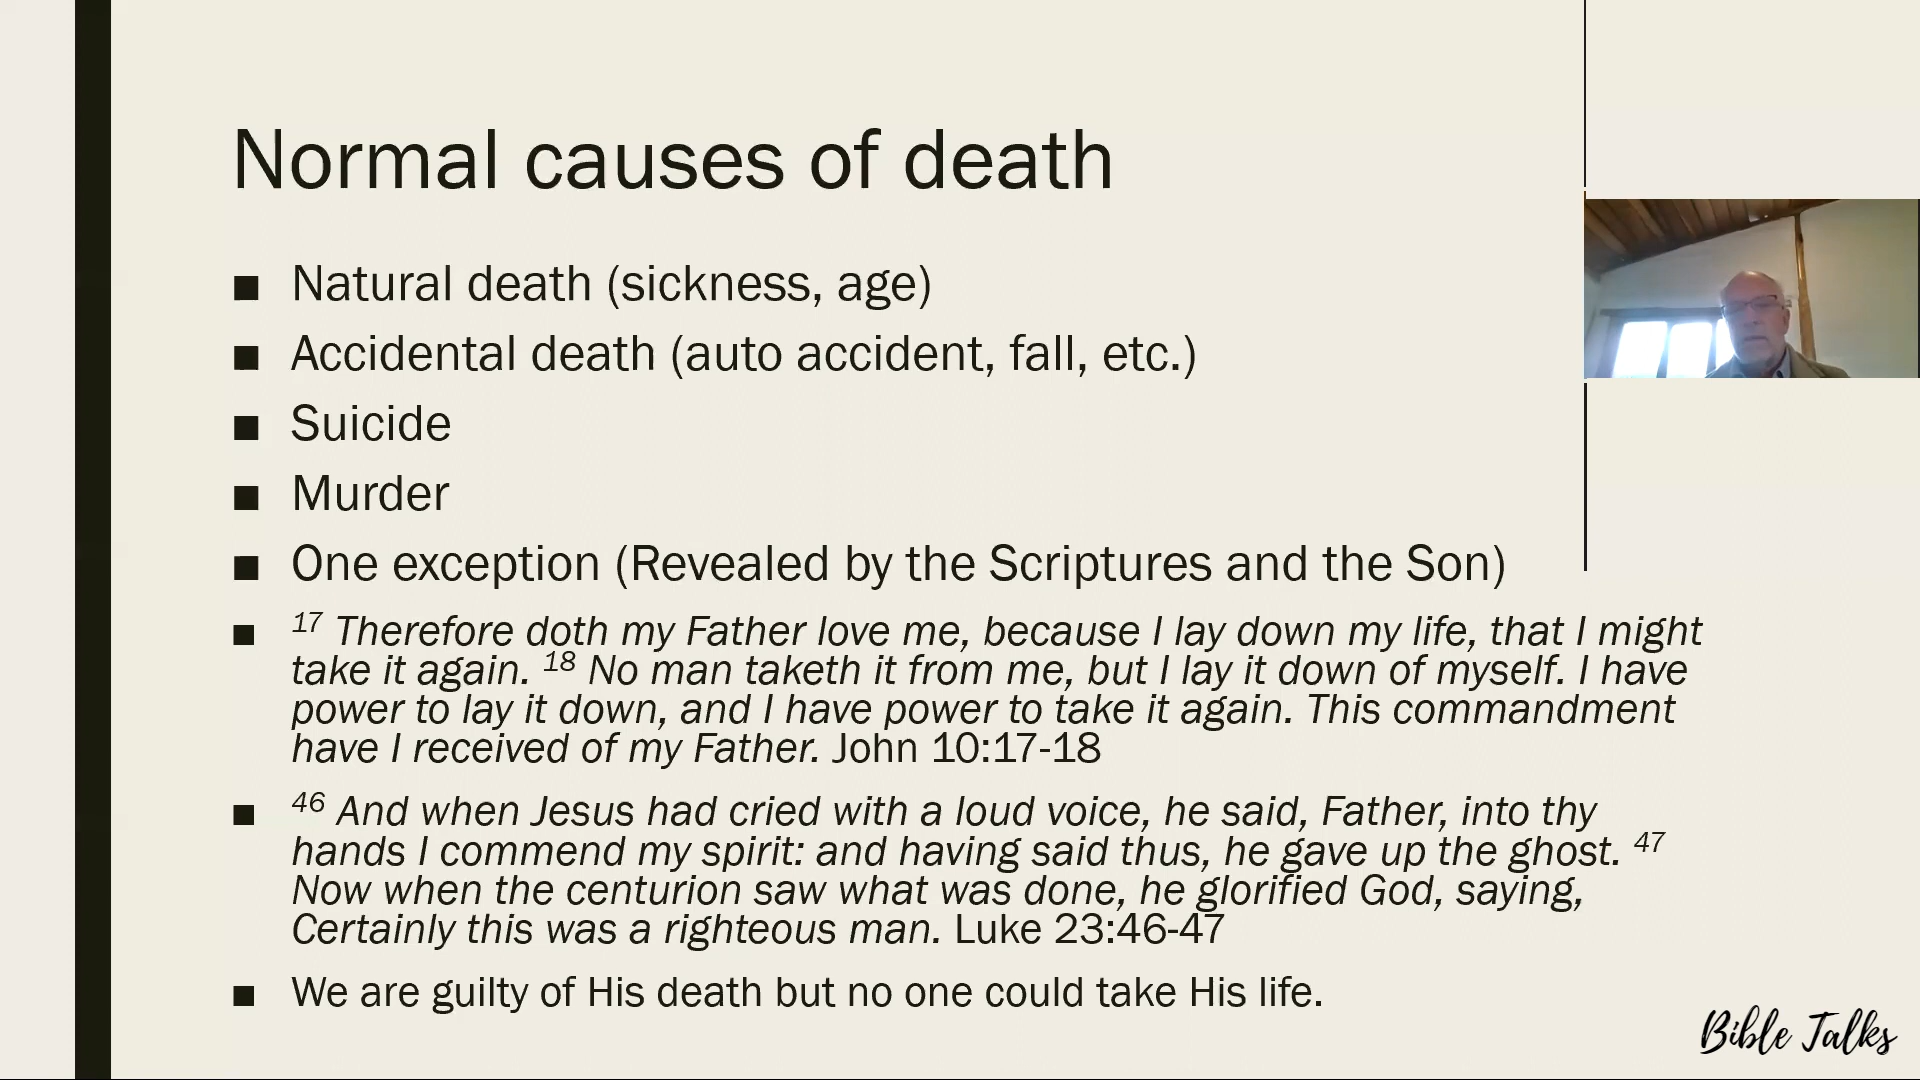 Normal causes of death
■ Natural death (sickness, age)
■ Accidental death (auto accident, fall, etc.)
■ Suicide
■ Murder
■ One exception (Revealed by the Scriptures and the Son)
■ 17 Therefore doth my Father love me, because I lay down my life, that I might
take it again. 18 No man taketh it from me, but I lay it down of myself. I have
power to lay it down, and I have power to take it again. This commandment
have I received of my Father. John 10:17-18
■ 46 And when Jesus had cried with a loud voice, he said, Father, into thy
hands I commend my spirit: and having said thus, he gave up the ghost. 47
Now when the centurion saw what was done, he glorified God, saying,
Certainly this was a righteous man. Luke 23:46-47
■ We are guilty of His death but no one could take His life.
Bible Talks